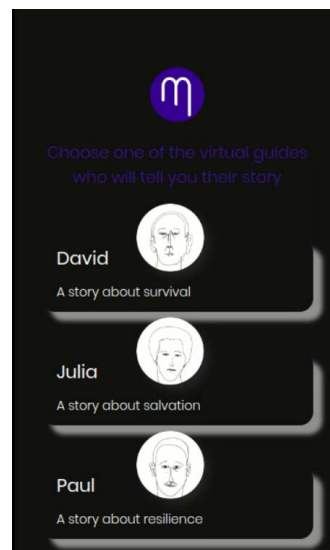 Choose one of the virtual guides
who will tell you their story
David
A story about survival
Julia
A story about salvation
Paul
A story about resilience